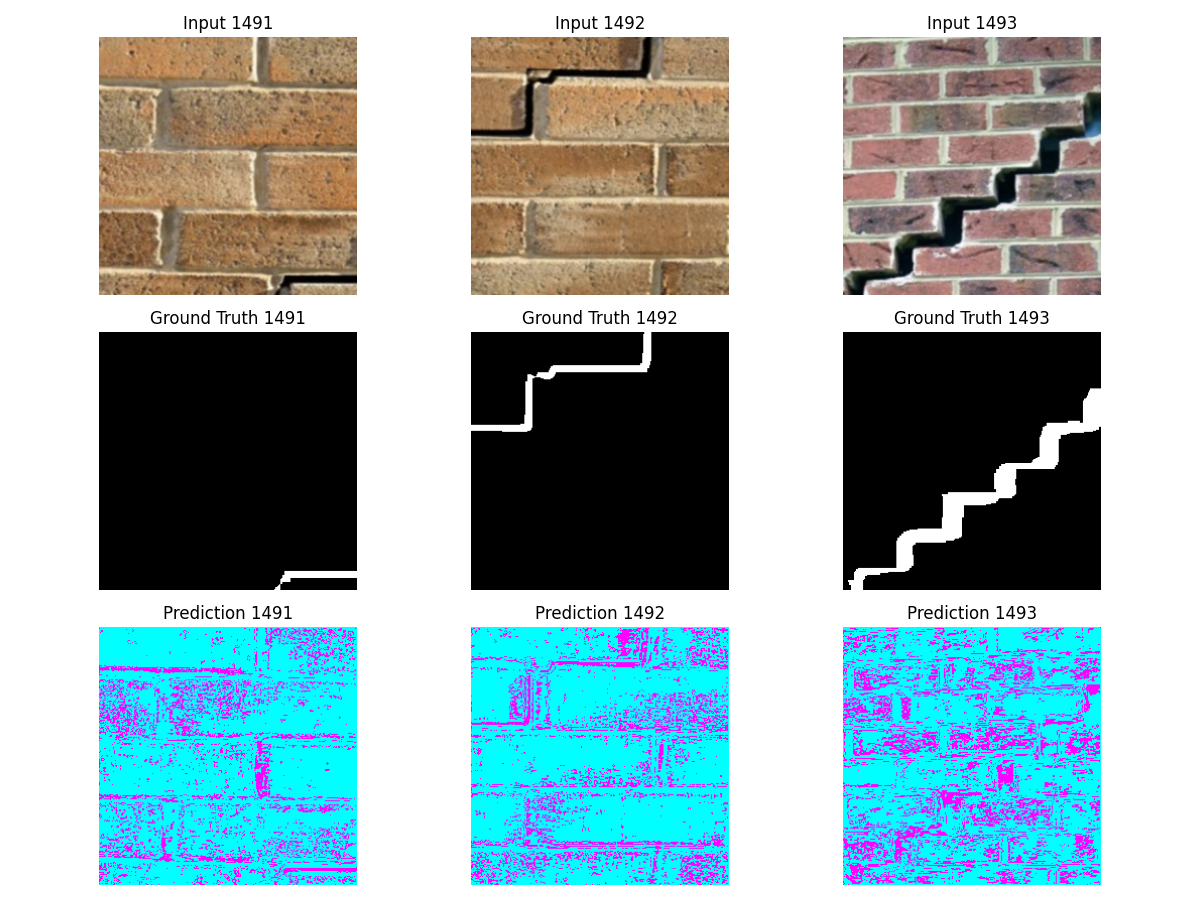 Input 1491
Input 1492
Input 1493
Ground Truth 1491
Ground Truth 1492
Ground Truth 1493
Prediction 1491
Prediction 1492
Prediction 1493